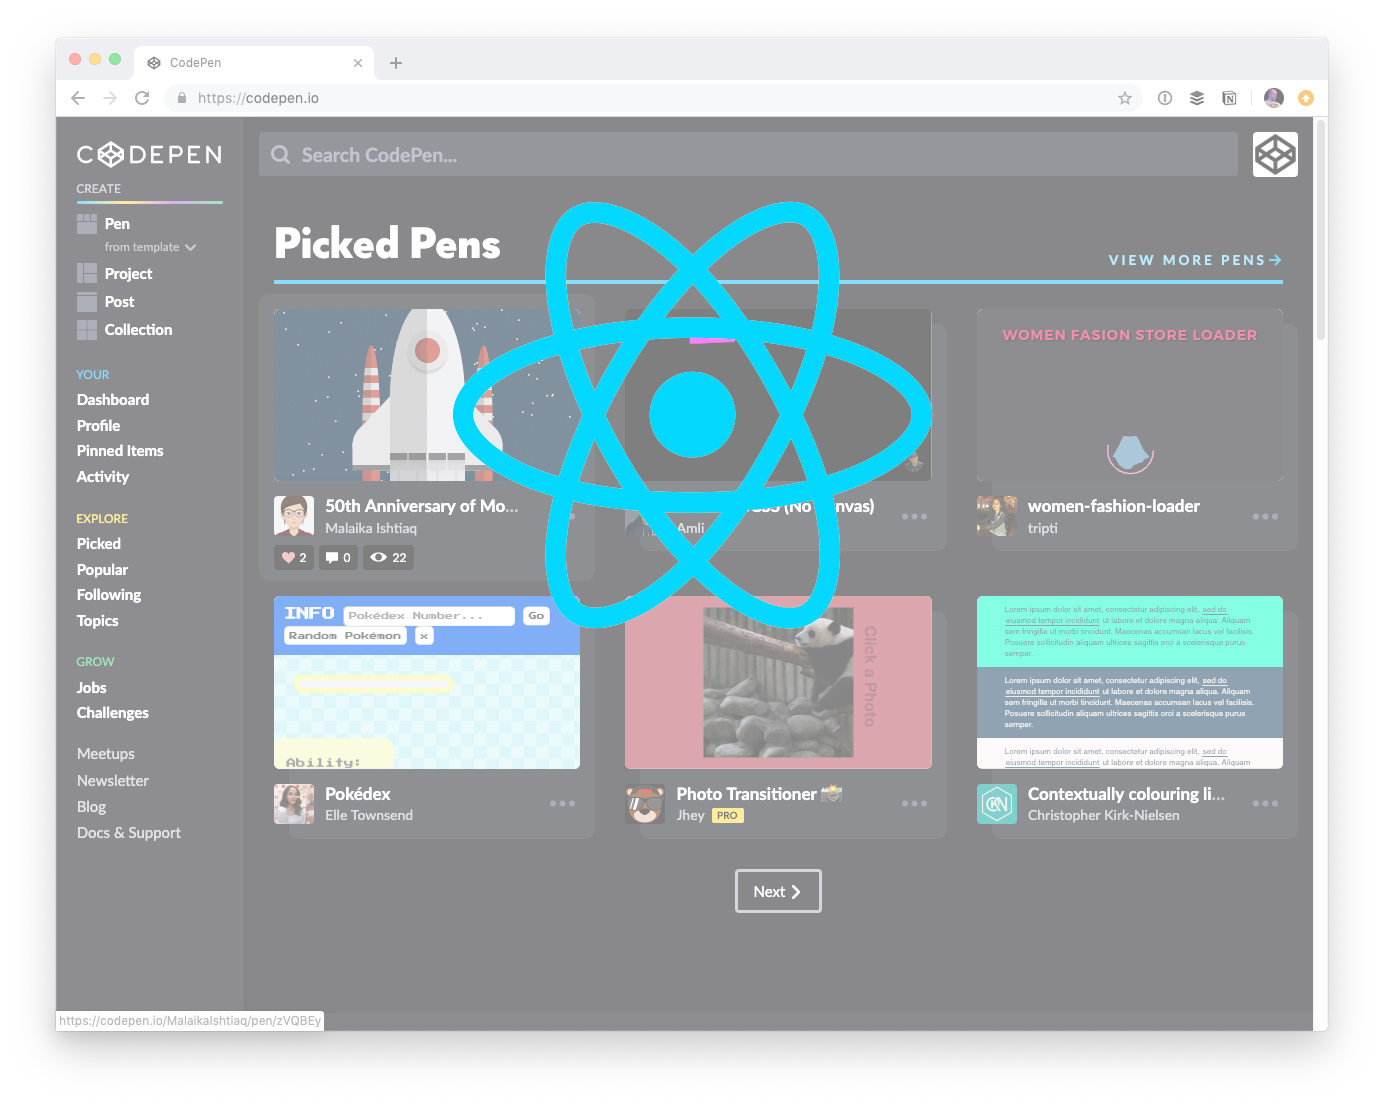 CodePen
https://codepen.io
CODEPEN
Search CodePen...
CREATE
Pen
from template
Project
Post
Collection
YOUR
Dashboard
Profile
Pinned Items
Activity
EXPLORE
Picked
Popular
Following
Topics
GROW
Jobs
Challenges
Meetups
Newsletter
Blog
Docs & Support
Picked Pens
VIEW MORE PENS
50th Anniversary of Mo...
Malaika Ishtiaq
2 0 22
(No
Amli
WOMEN FASION STORE LOADER
women-fashion-loader
tripti
INFO Pokédex Number... Go
Random Pokémon x
Ability:
Pokédex
Elle Townsend
Click a Photo
Photo Transitioner
Jhey PRO
Lorem ipsum dolor sit amet, consectetur adipiscing elit, sed do
eiusmod tempor incididunt ut labore et dolore magna aliqua. Aliquam
sem fringilla ut morbi tincidunt. Maecenas accumsan lacus vel facilisis.
Posuere sollicitudin aliquam ultrices sagittis orci a scelerisque purus
semper.
Lorem ipsum dolor sit amet, consectetur adipiscing elit, sed do
eiusmod tempor incididunt ut labore et dolore magna aliqua. Aliquam
sem fringilla ut morbi tincidunt. Maecenas accumsan lacus vel facilisis.
Posuere sollicitudin aliquam ultrices sagittis orci a scelerisque purus
semper.
Lorem ipsum dolor sit amet, consectetur adipiscing elit, sed do
eiusmod tempor incididunt ut labore et dolore magna aliqua. Aliquam
CKN
Contextually colouring li...
Christopher Kirk-Nielsen
Next
https://codepen.io/MalaikaIshtiaq/pen/zVQBEy